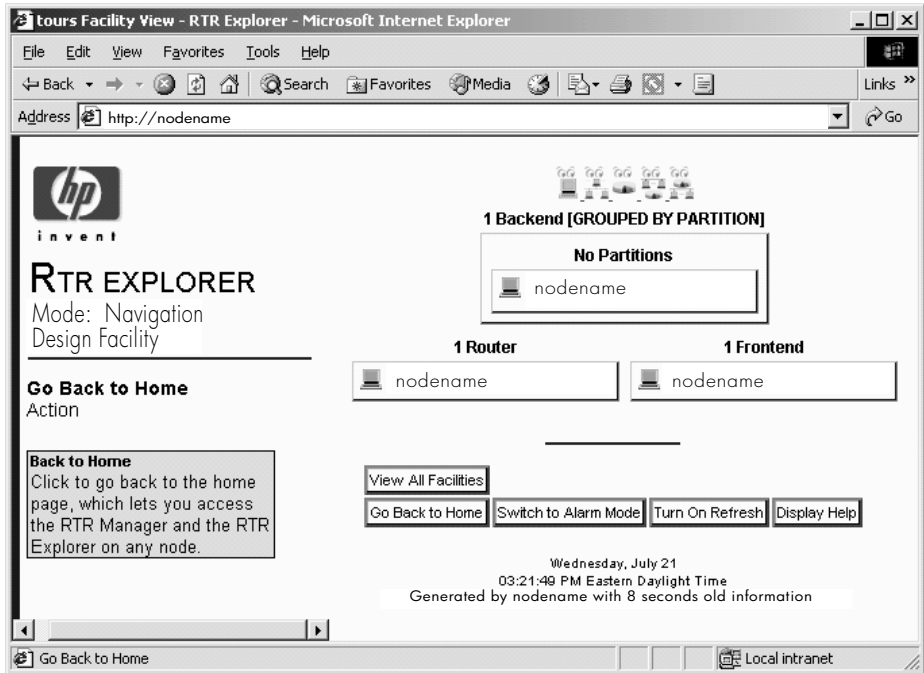 tours Facility View - RTR Explorer - Microsoft Internet Explorer
File Edit View Favorites Tools Help
Back Search Favorites Media Links »
Address http://nodename Go
hp
invent
RTR EXPLORER
Mode: Navigation
Design Facility
Go Back to Home
Action
Back to Home
Click to go back to the home
page, which lets you access
the RTR Manager and the RTR
Explorer on any node.
1 Backend [GROUPED BY PARTITION]
No Partitions
nodename
1 Router 1 Frontend
nodename nodename
View All Facilities
Go Back to Home Switch to Alarm Mode Turn On Refresh Display Help
Wednesday, July 21
03:21:49 PM Eastern Daylight Time
Generated by nodename with 8 seconds old information
Go Back to Home Local intranet